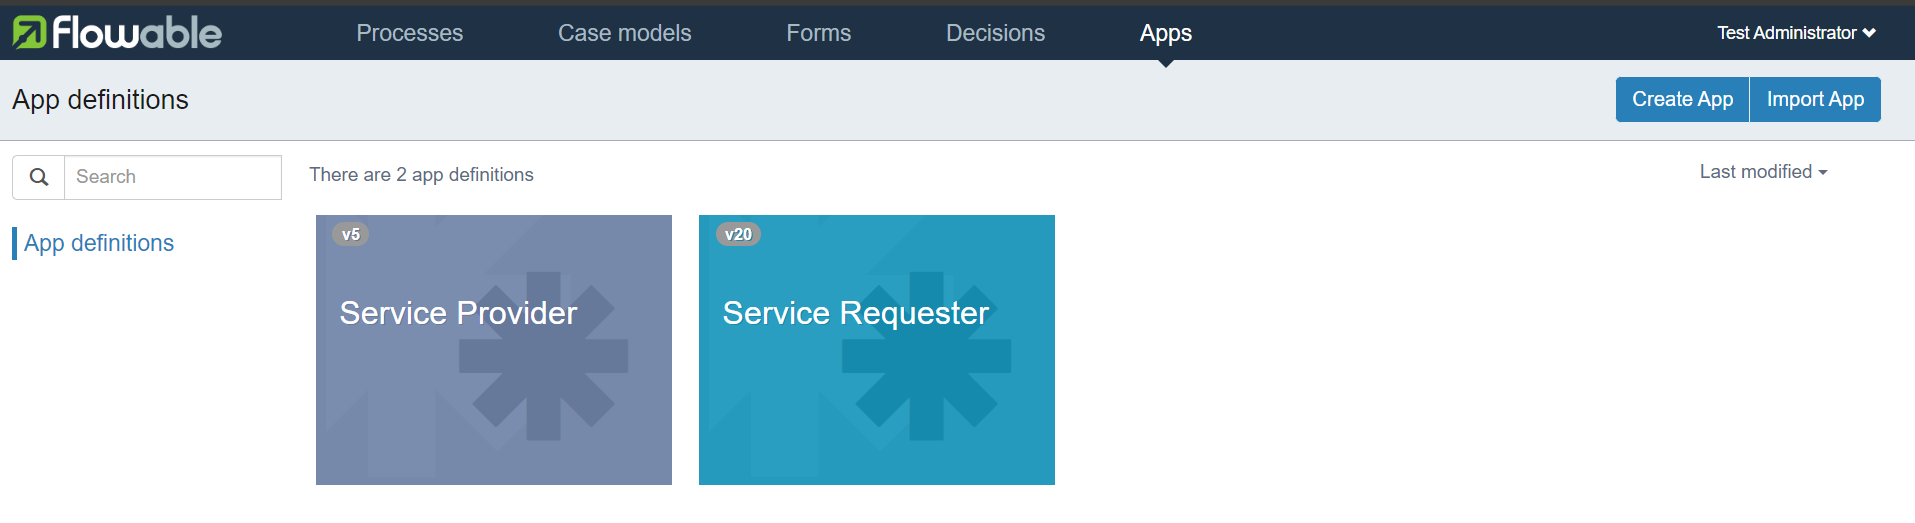 flowable Processes Case models Forms Decisions Apps Test Administrator
App definitions Create App Import App
Search There are 2 app definitions Last modified
App definitions
v5 v20
Service Provider Service Requester